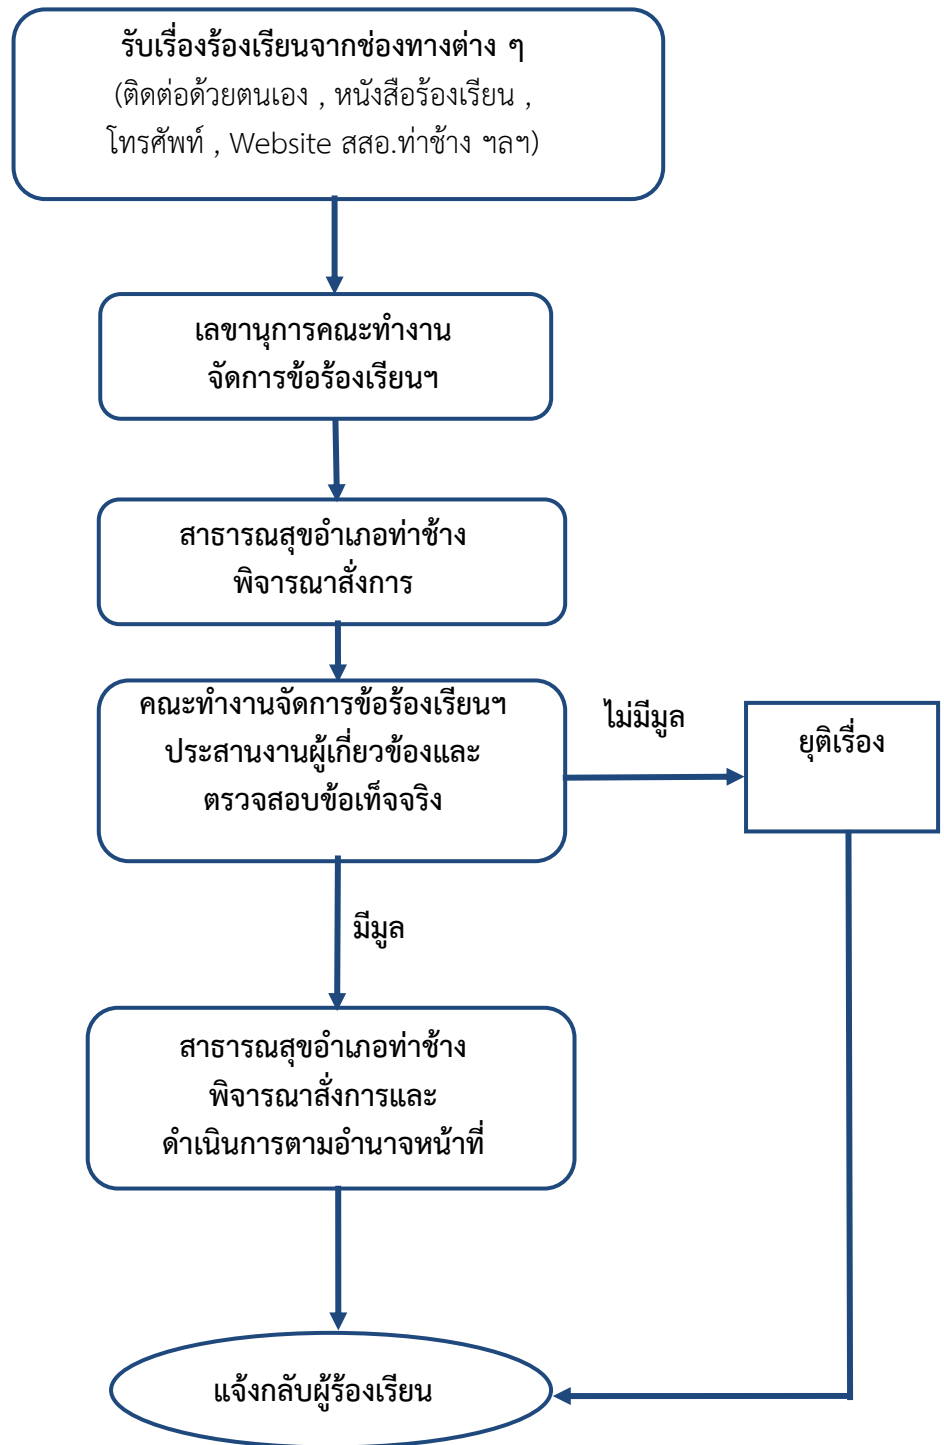 รับเรื่องร้องเรียนจากช่องทางต่าง ๆ
(ติดต่อด้วยตนเอง , หนังสือร้องเรียน ,
โทรศัพท์ , Website สสอ.ท่าช้าง ฯลฯ)
เลขานุการคณะทำงาน
จัดการข้อร้องเรียนฯ
สาธารณสุขอำเภอท่าช้าง
พิจารณาสั่งการ
คณะทำงานจัดการข้อร้องเรียนฯ
ประสานงานผู้เกี่ยวข้องและ
ตรวจสอบข้อเท็จจริง
ไม่มีมูล
ยุติเรื่อง
มีมูล
สาธารณสุขอำเภอท่าช้าง
พิจารณาสั่งการและ
ดำเนินการตามอำนาจหน้าที่
แจ้งกลับผู้ร้องเรียน